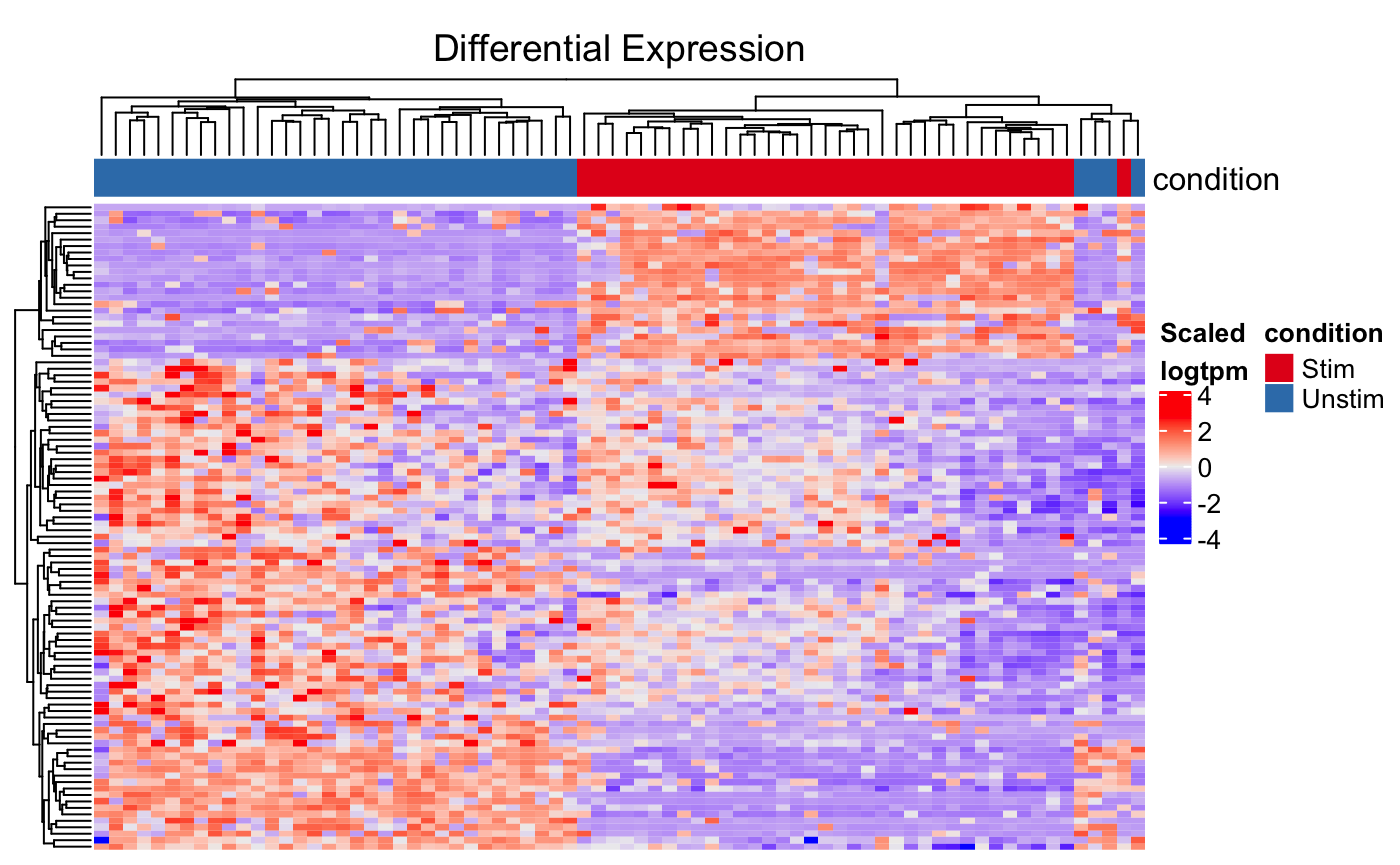 Differential Expression
condition
Scaled
logtpm
4
2
0
-2
-4
condition
Stim
Unstim